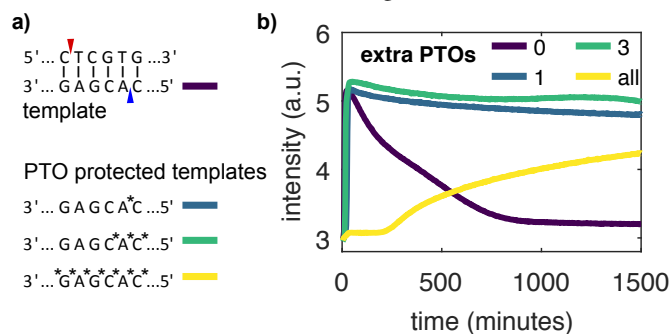 a)
5'... CTCGTG...3'
3'... GAGCAC...5'
template
PTO protected templates
3'... GAGCA*C...5'
3'... GAGC*A*C*...5'
3'...*G*A*G*C*A*C*...5'
b)
extra PTOs
0
3
1
all
intensity (a.u.)
6
5
4
3
0
500
1000
1500
time (minutes)